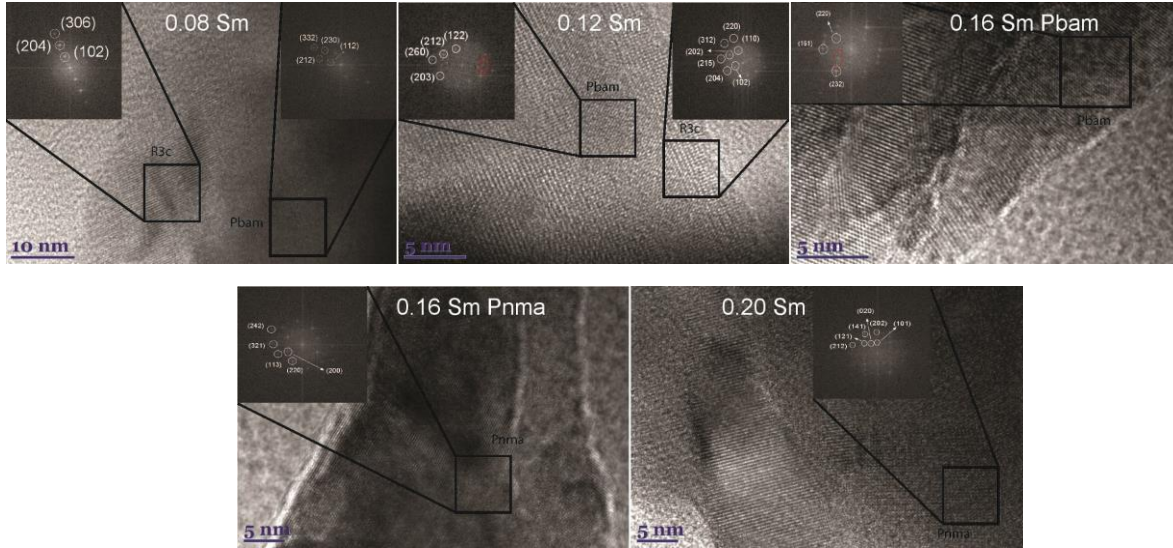 0.08 Sm
(306)
(204)
(102)
(332)
(230)
(112)
(212)
R3c
Pbam
10 nm
0.12 Sm
(122)
(212)
(260)
(203)
(220)
(312)
(110)
(202)
(215)
(204)
(102)
Pbam
R3c
5 nm
0.16 Sm Pbam
(220)
(232)
Pbam
5 nm
0.16 Sm Pnma
(242)
(321)
(113)
(220)
(200)
Pnma
5 nm
0.20 Sm
(020)
(141)
(202)
(101)
(121)
(212)
Pnma
5 nm